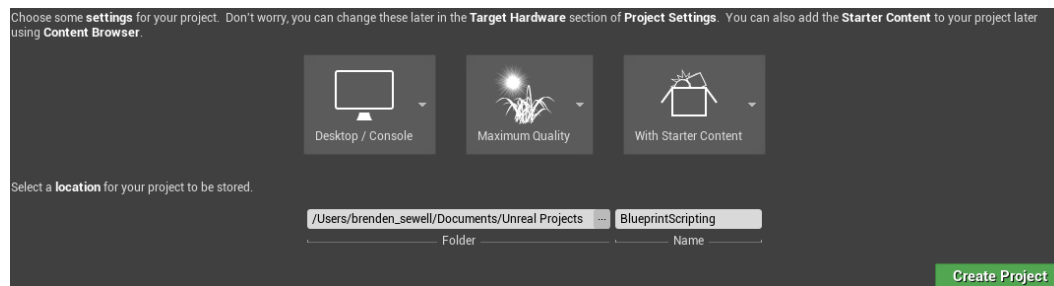 Choose some settings for your project. Don't worry, you can change these later in the Target Hardware section of Project Settings. You can also add the Starter Content to your project later
using Content Browser.
Desktop / Console
Maximum Quality
With Starter Content
Select a location for your project to be stored.
/Users/brenden_sewell/Documents/Unreal Projects ... BlueprintScripting
Folder Name
Create Project